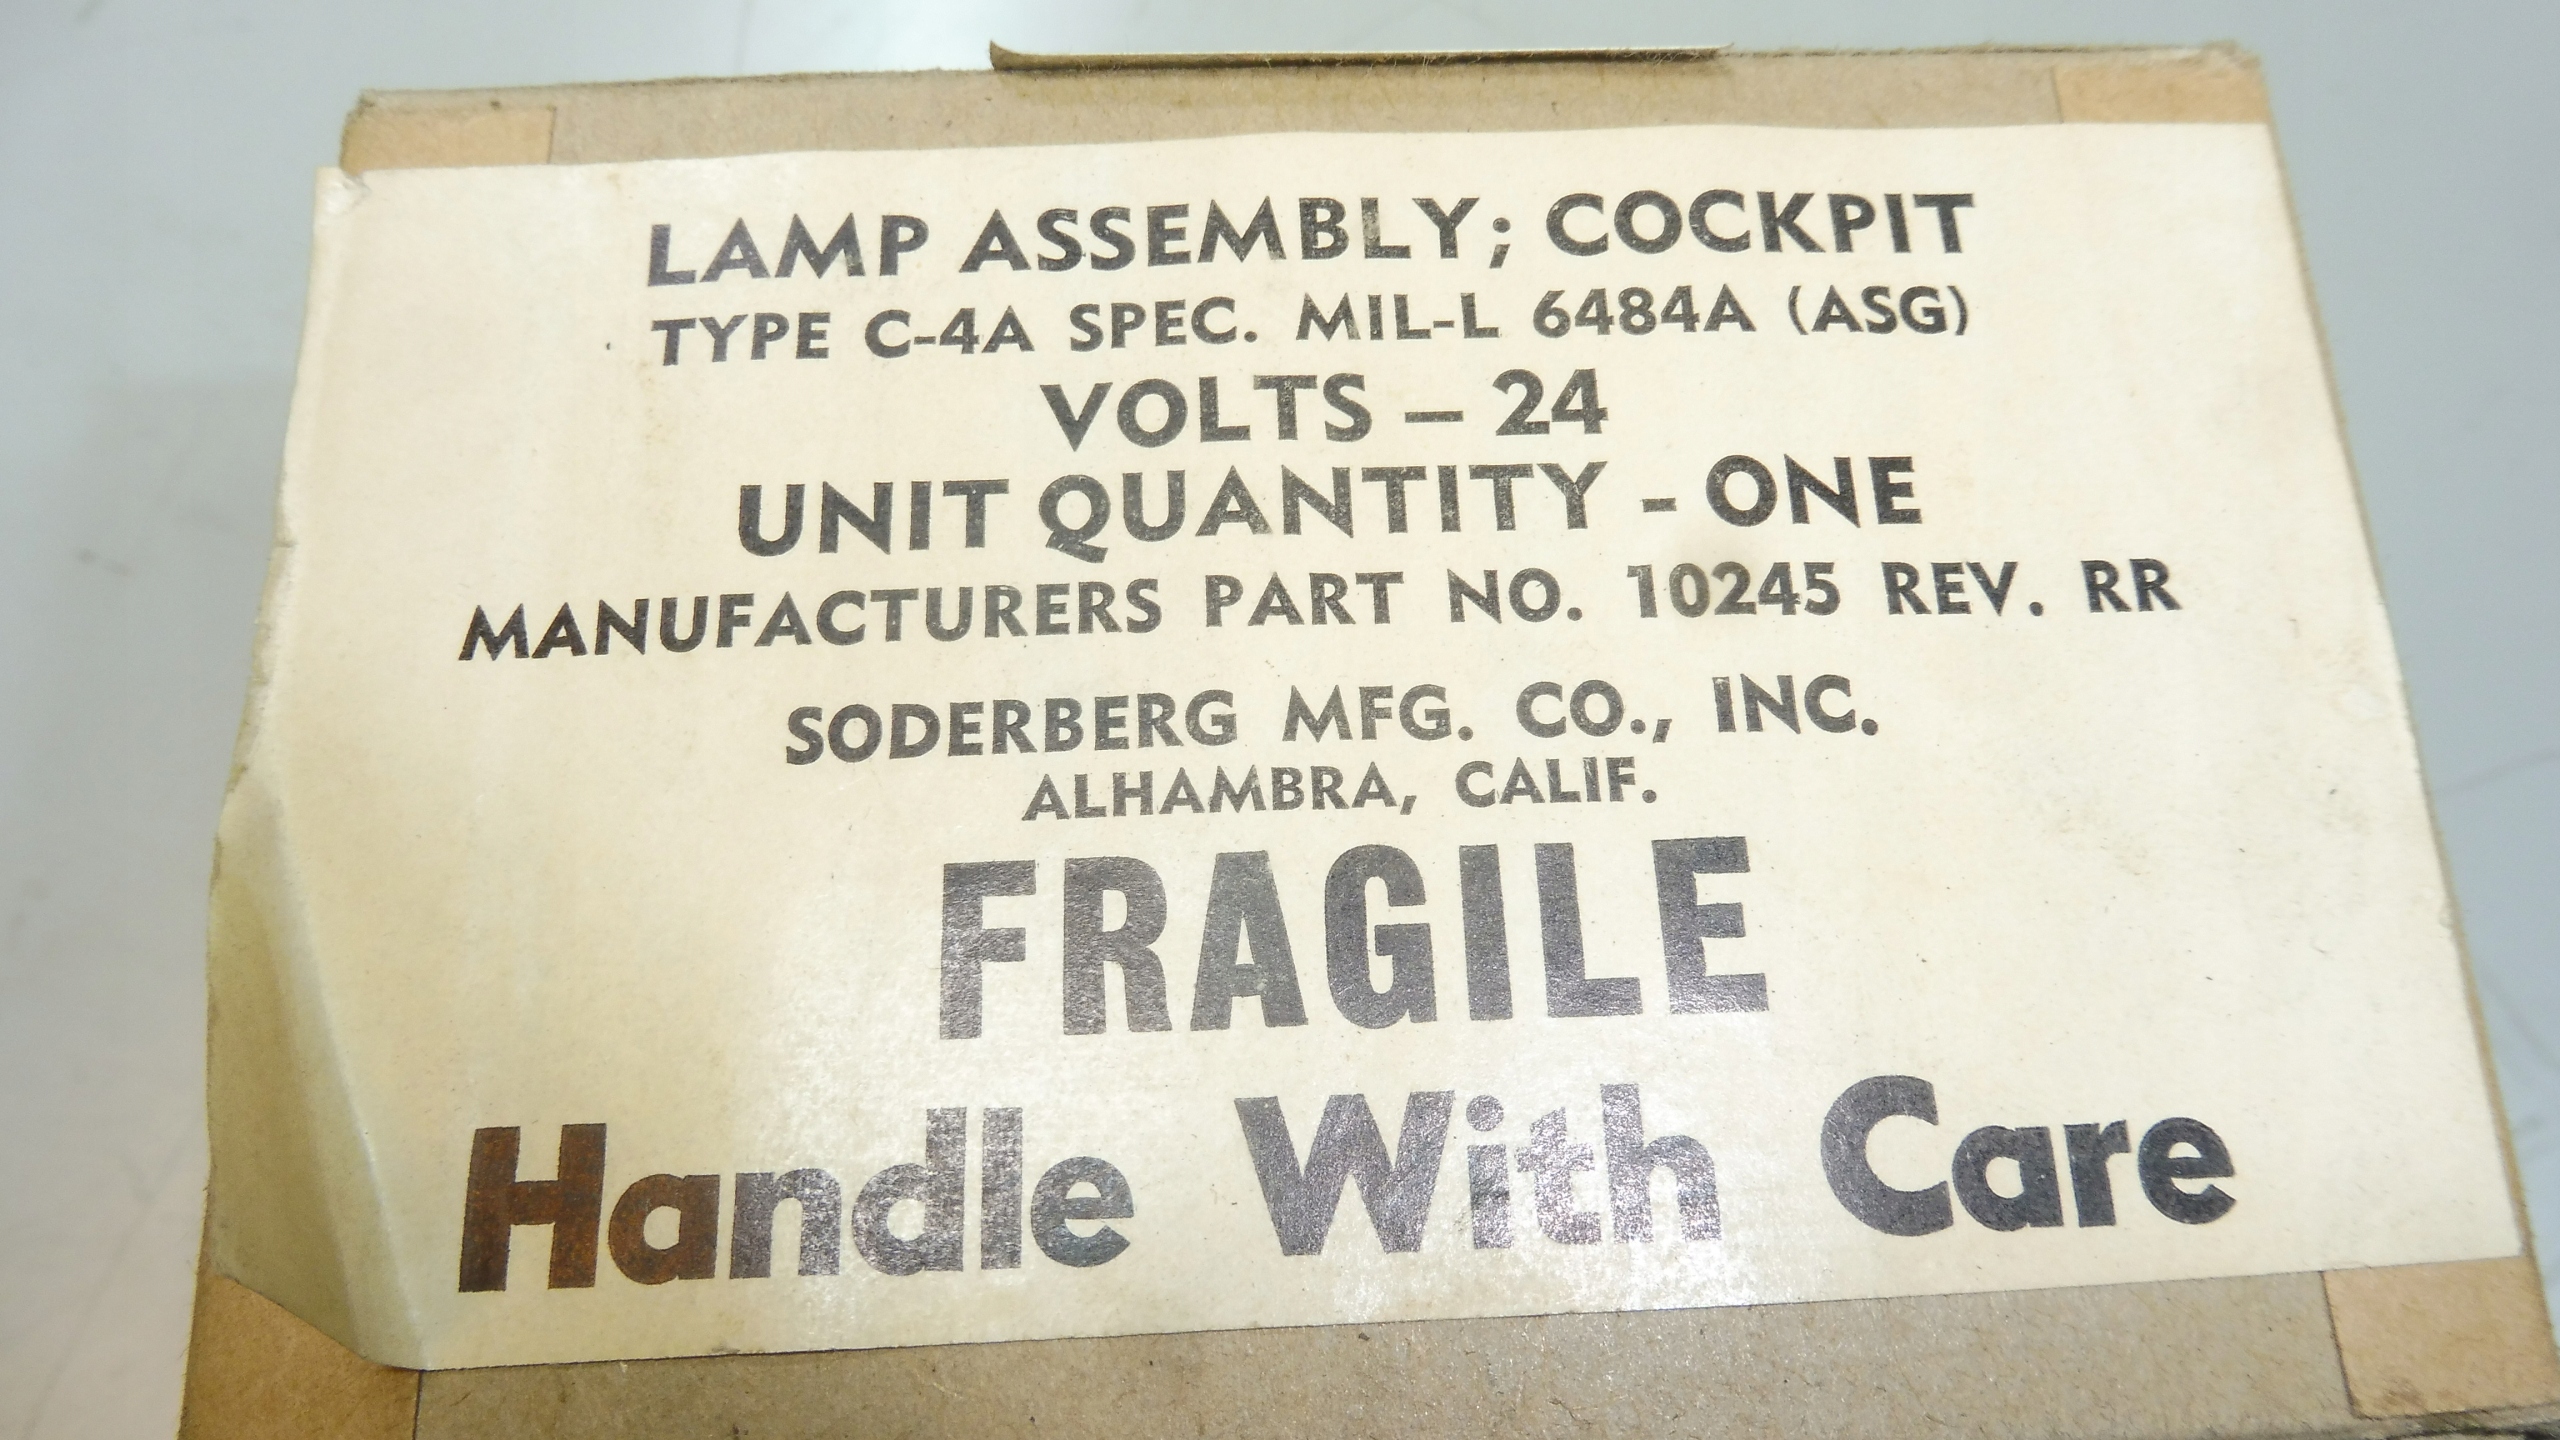 LAMP ASSEMBLY; COCKPIT
TYPE C-4A SPEC. MIL-L 6484A (ASG)
VOLTS – 24
UNIT QUANTITY - ONE
MANUFACTURERS PART NO. 10245 REV. RR
SODERBERG MFG. CO., INC.
ALHAMBRA, CALIF.
FRAGILE
Handle With Care